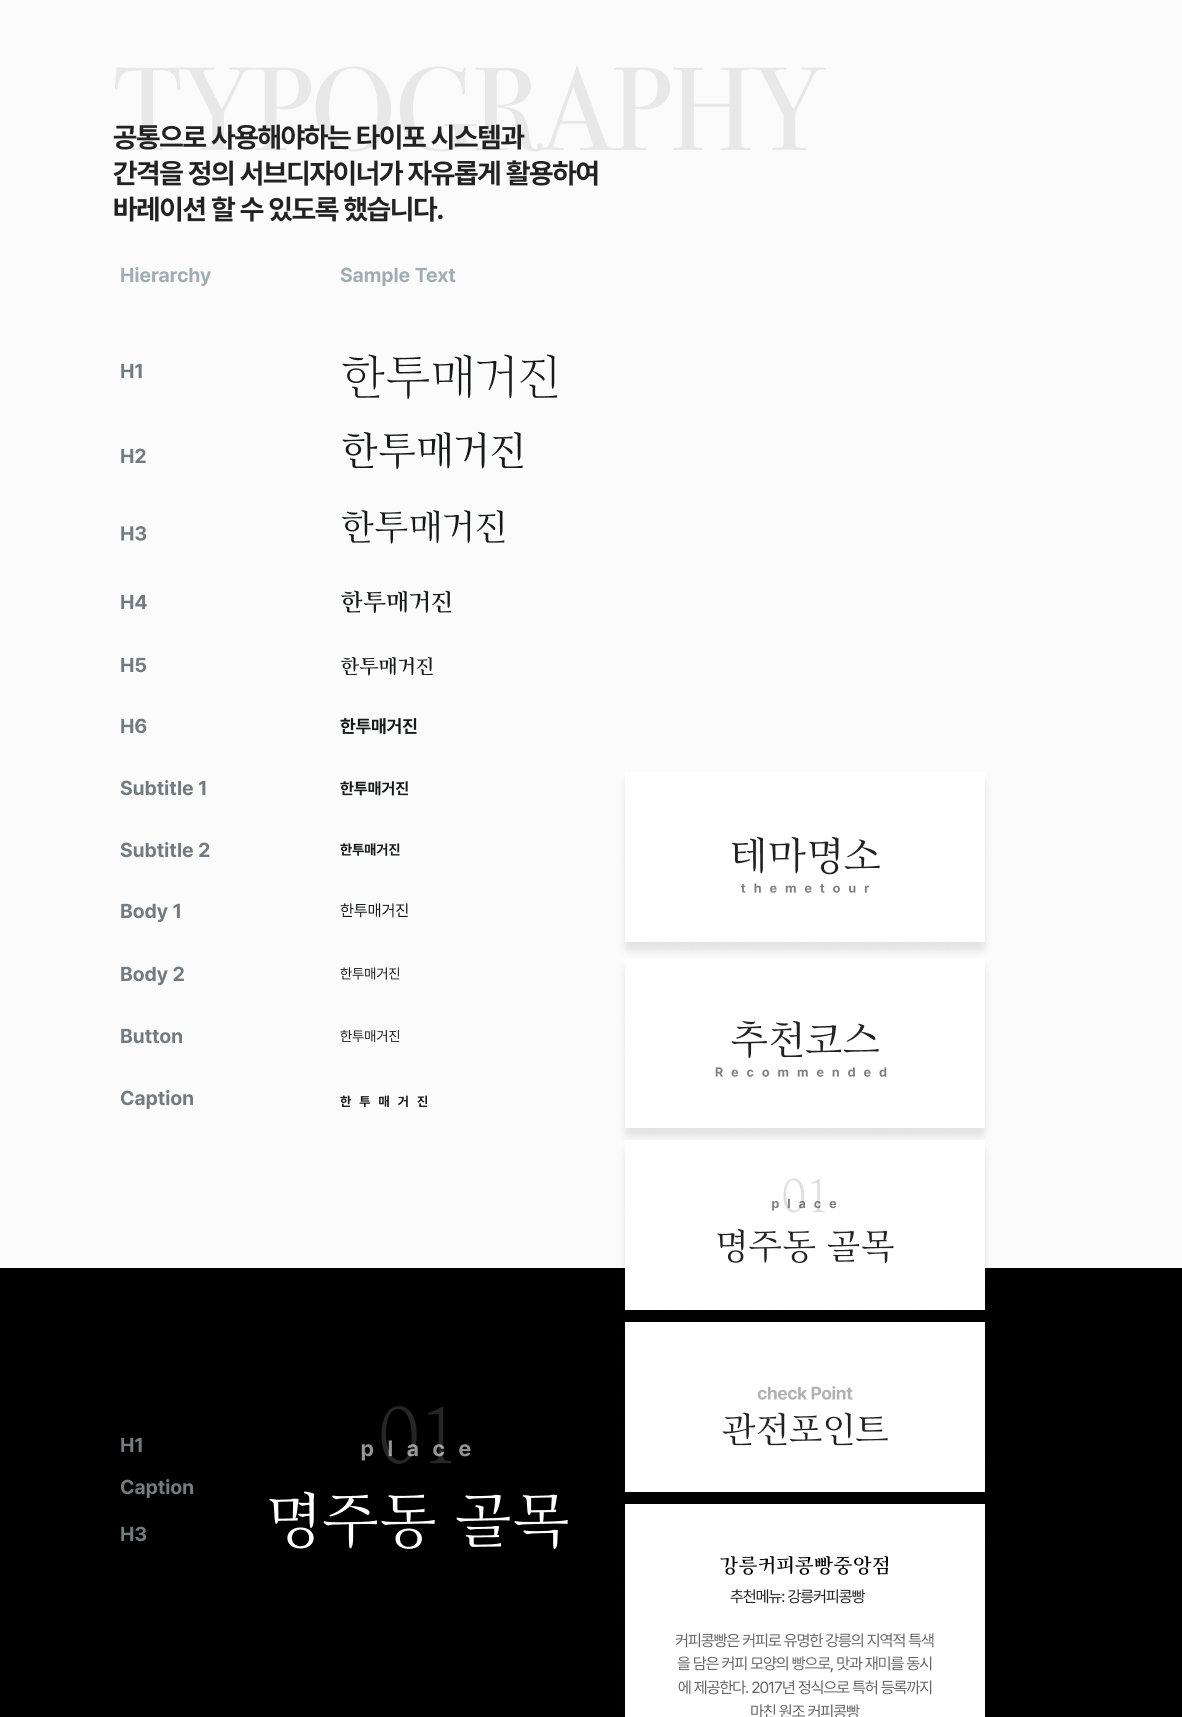 TYPOGRAPHY
공통으로 사용해야하는 타이포 시스템과
간격을 정의 서브디자이너가 자유롭게 활용하여
바레이션 할 수 있도록 했습니다.
Hierarchy Sample Text
H1 한투매거진
H2 한투매거진
H3 한투매거진
H4 한투매거진
H5 한투매거진
H6 한투매거진
Subtitle 1 한투매거진
Subtitle 2 한투매거진
Body 1 한투매거진
Body 2 한투매거진
Button 한투매거진
Caption 한투매거진
테마명소
themetour
추천코스
Recommended
01
place
명주동 골목
H1
Caption
H3
01
place
명주동 골목
check Point
관전포인트
강릉커피콩빵중앙점
추천메뉴: 강릉커피콩빵
커피콩빵은 커피로 유명한 강릉의 지역적 특색
을 담은 커피 모양의 빵으로, 맛과 재미를 동시
에 제공한다. 2017년 정식으로 특허 등록까지
마친 원조 커피콩빵